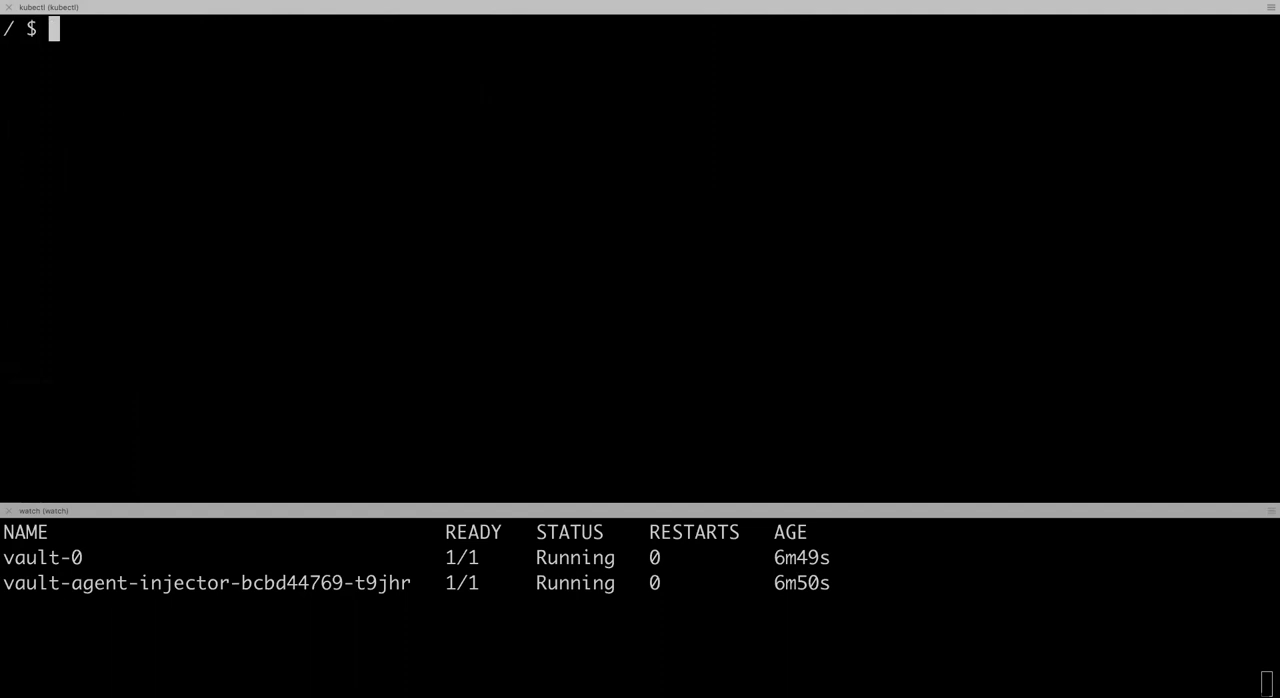 kubectl (kubectl)
/ $
watch (watch)
NAME READY STATUS RESTARTS AGE
vault-0 1/1 Running 0 6m49s
vault-agent-injector-bcbd44769-t9jhr 1/1 Running 0 6m50s